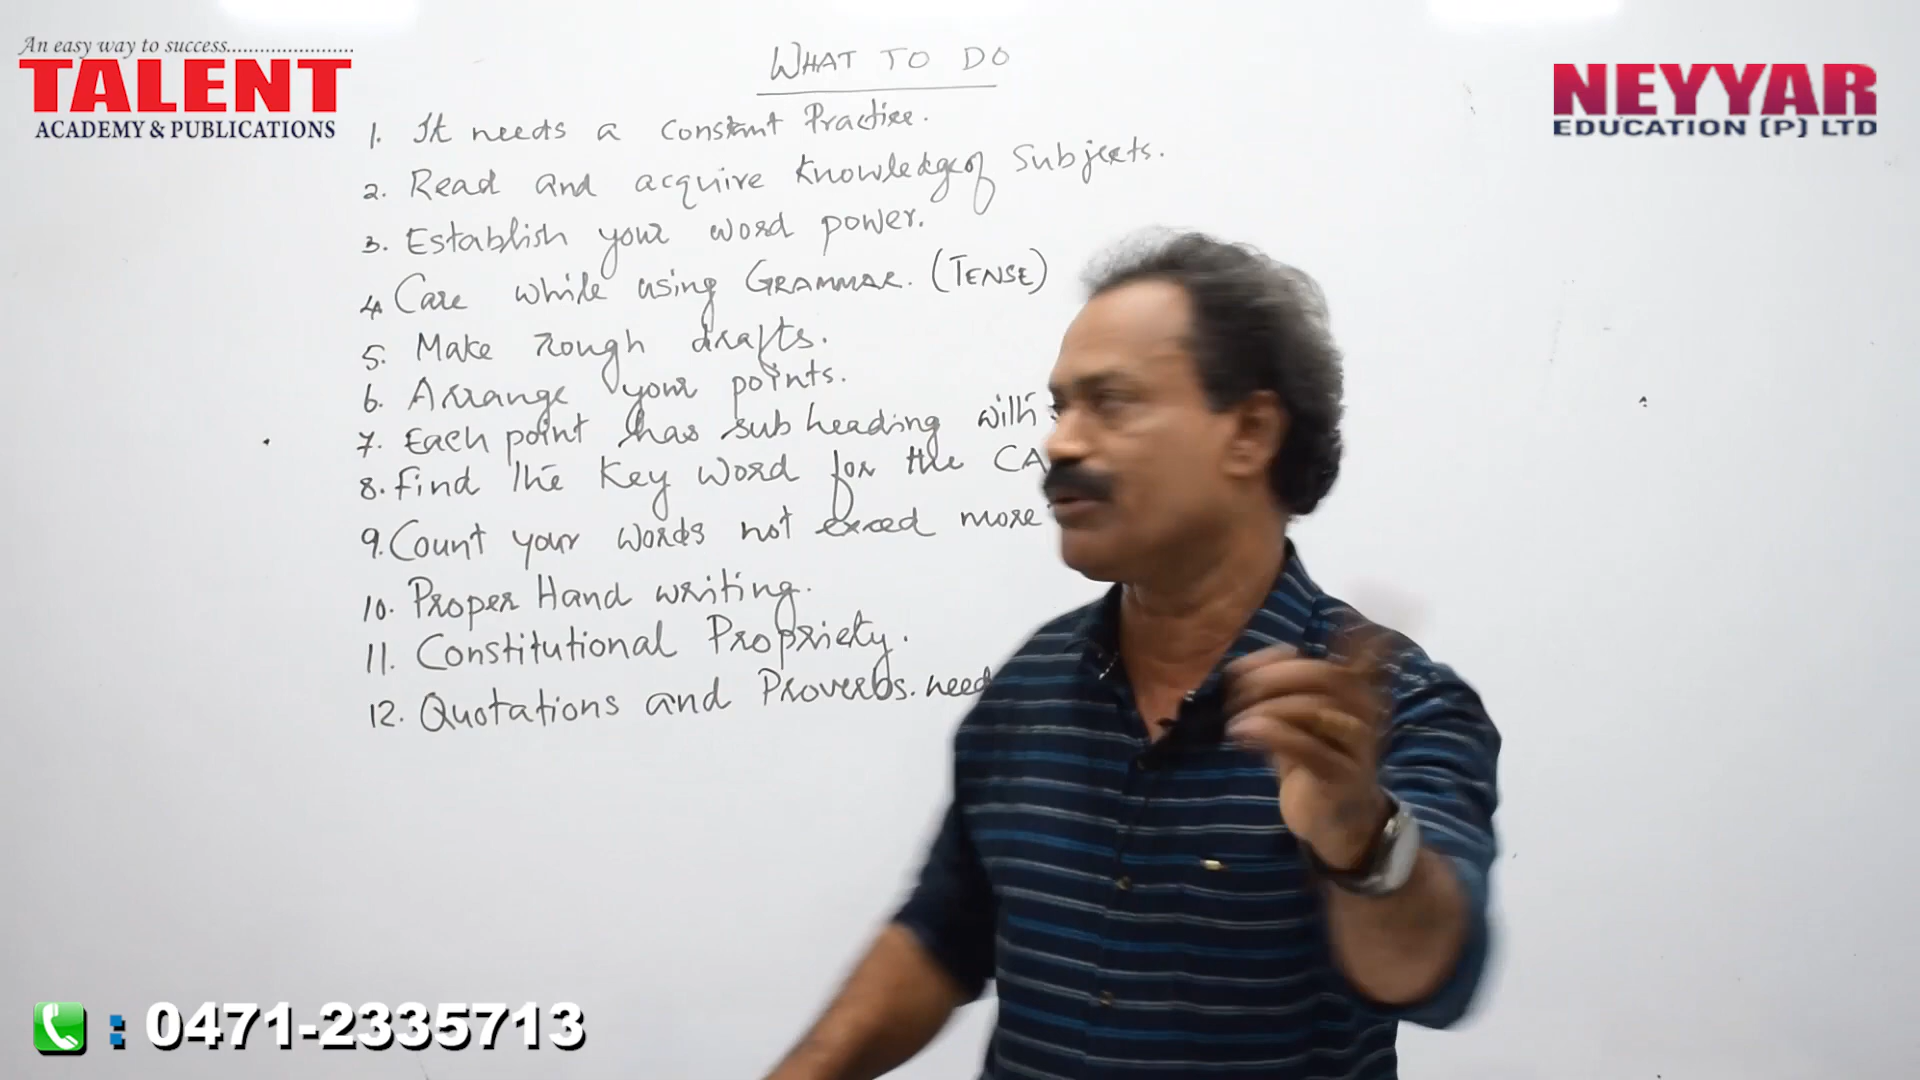 An easy way to success.......................
TALENT
ACADEMY & PUBLICATIONS
NEYYAR
EDUCATION (P) LTD
WHAT TO DO
1. It needs a constant Practice.
2. Read and acquire knowledge of Subjects.
3. Establish your word power.
4. Care while using GRAMMAR. (TENSE)
5. Make rough drafts.
6. Arrange your points.
7. Each point has sub heading with
8. Find the Key Word for the CA
9. Count your words not exceed more
10. Proper Hand writing.
11. Constitutional Propriety.
12. Quotations and Proverbs. need
: 0471-2335713